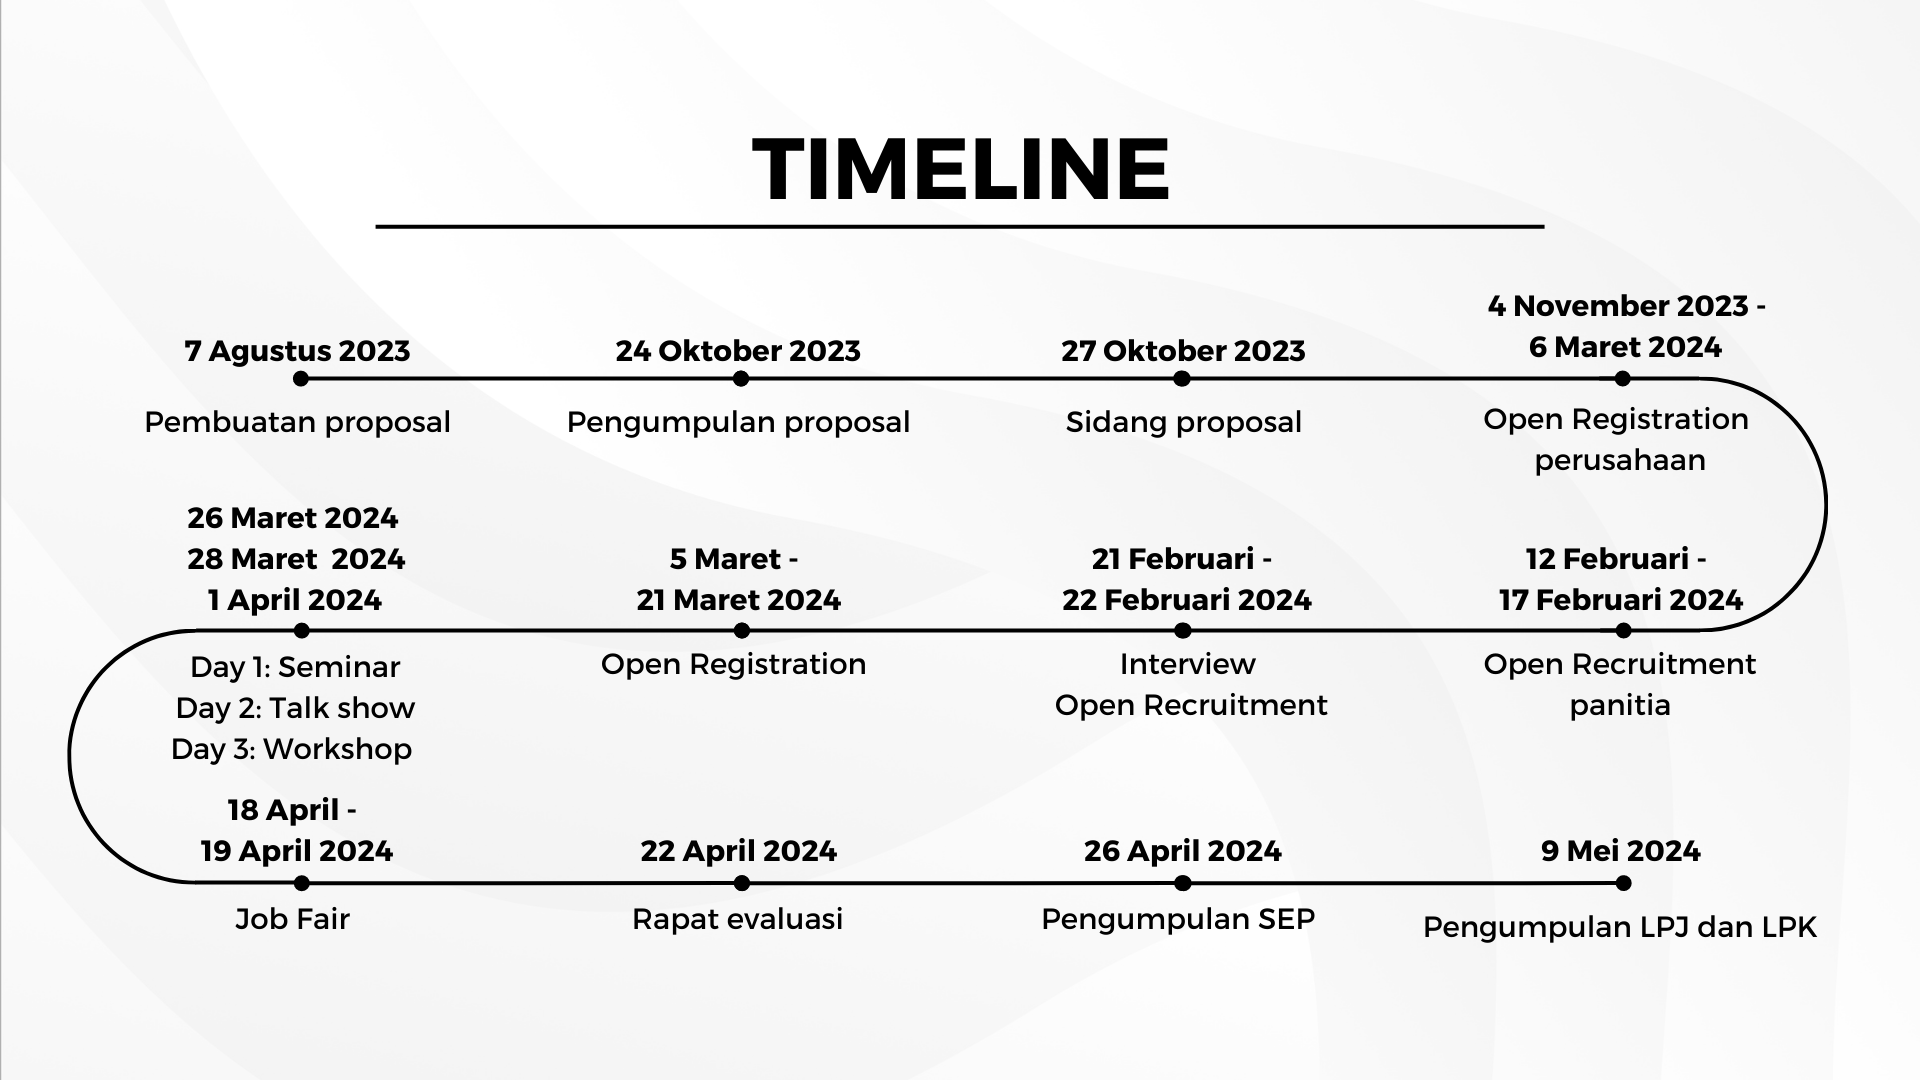 TIMELINE
7 Agustus 2023
Pembuatan proposal
24 Oktober 2023
Pengumpulan proposal
27 Oktober 2023
Sidang proposal
4 November 2023 -
6 Maret 2024
Open Registration
perusahaan
12 Februari -
17 Februari 2024
Open Recruitment
panitia
21 Februari -
22 Februari 2024
Interview
Open Recruitment
5 Maret -
21 Maret 2024
Open Registration
26 Maret 2024
28 Maret  2024
1 April 2024
Day 1: Seminar
Day 2: Talk show
Day 3: Workshop
18 April -
19 April 2024
Job Fair
22 April 2024
Rapat evaluasi
26 April 2024
Pengumpulan SEP
9 Mei 2024
Pengumpulan LPJ dan LPK